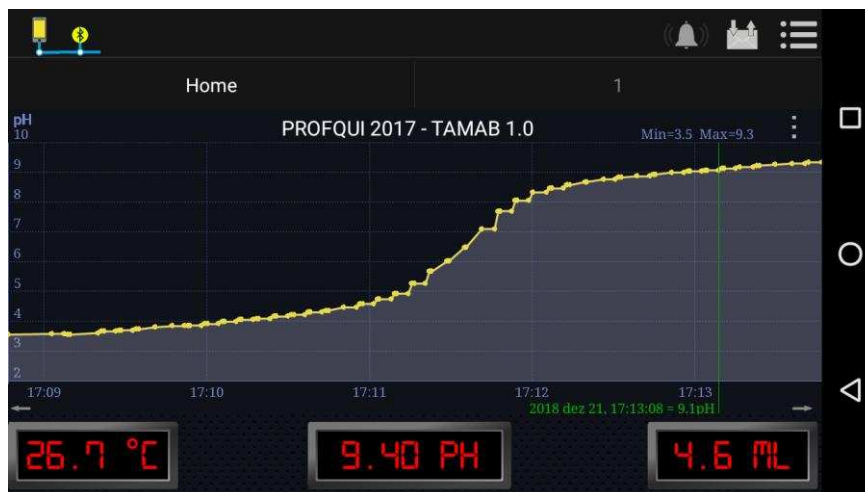 Home
1
pH
10
PROFQUI 2017 - TAMAB 1.0
Min=3.5 Max=9.3
9
8
7
6
5
4
3
2
17:09 17:10 17:11 17:12 17:13
2018 dez 21, 17:13:08 = 9.1pH
26.7 °C
9.40 PH
4.6 ML